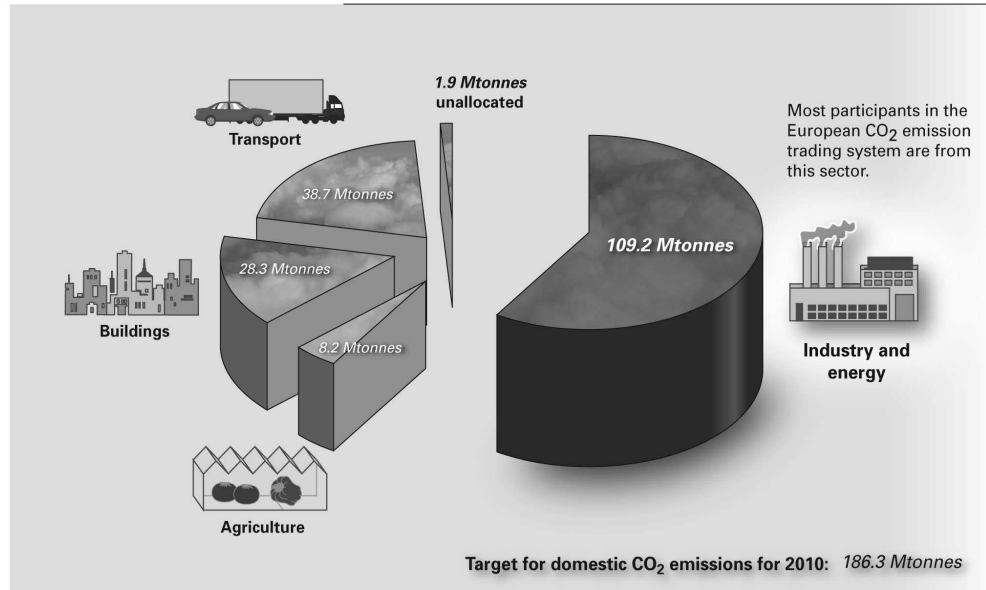 1.9 Mtonnes
unallocated
Transport
38.7 Mtonnes
Most participants in the
European CO₂ emission
trading system are from
this sector.
109.2 Mtonnes
28.3 Mtonnes
Buildings
8.2 Mtonnes
Industry and
energy
Agriculture
Target for domestic CO₂ emissions for 2010: 186.3 Mtonnes